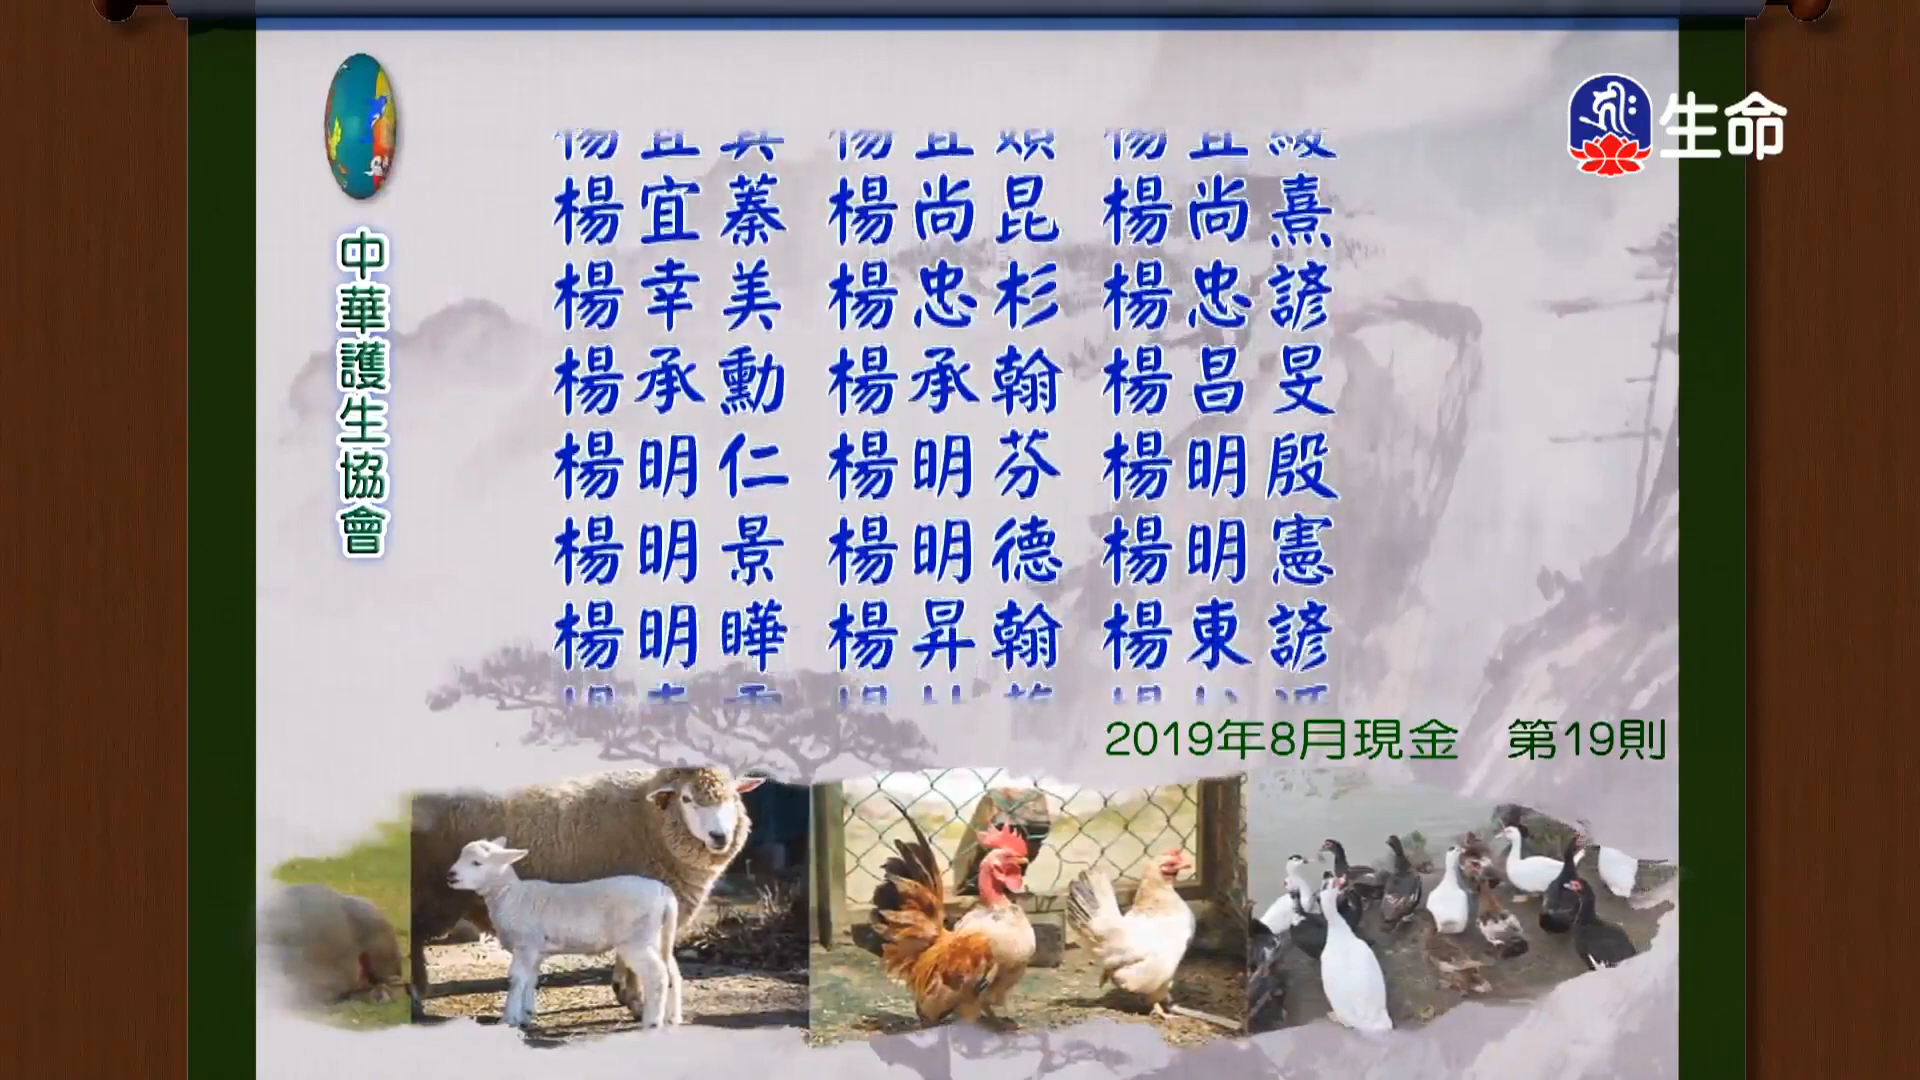 生命
中華護生協會
楊宜蓁 楊尚昆 楊尚熹
楊幸美 楊忠杉 楊忠諺
楊承勳 楊承翰 楊昌旻
楊明仁 楊明芬 楊明殷
楊明景 楊明德 楊明憲
楊明曄 楊昇翰 楊東諺
2019年8月現金 第19則